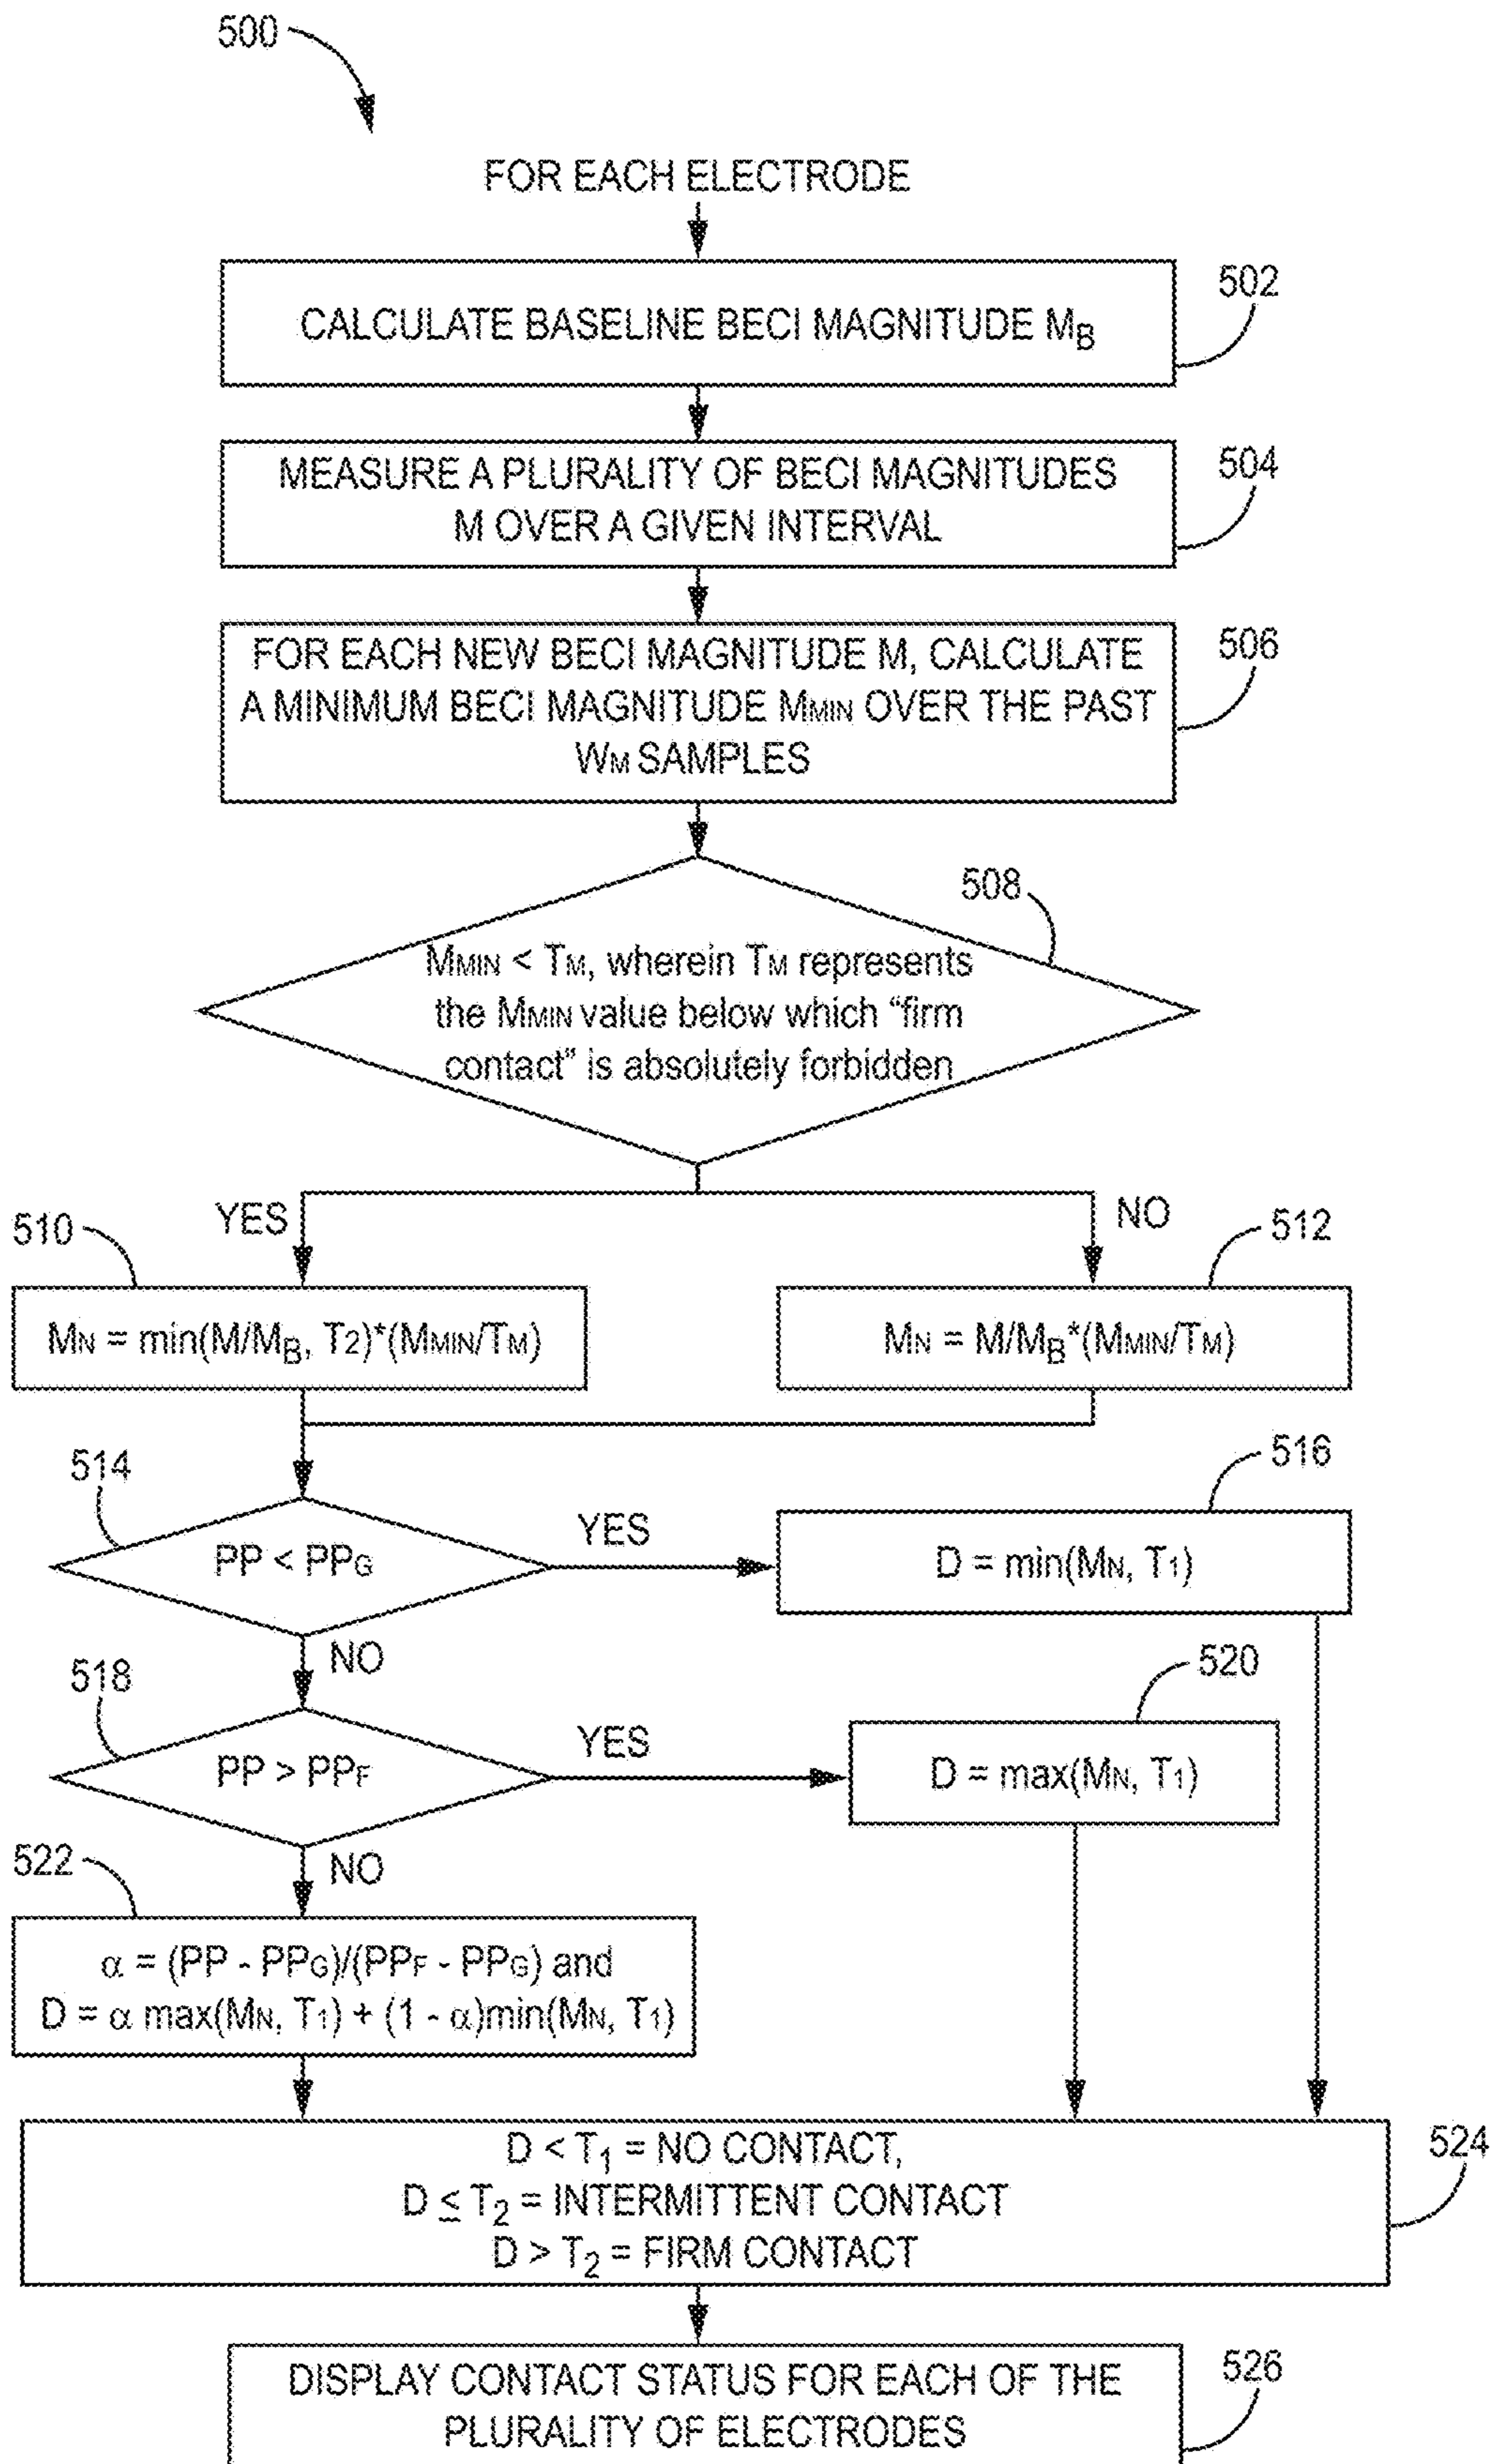 500
FOR EACH ELECTRODE
CALCULATE BASELINE BECI MAGNITUDE MB
502
MEASURE A PLURALITY OF BECI MAGNITUDES
M OVER A GIVEN INTERVAL
504
FOR EACH NEW BECI MAGNITUDE M, CALCULATE
A MINIMUM BECI MAGNITUDE MMIN OVER THE PAST
WM SAMPLES
506
508
MMIN < TM, wherein TM represents
the MMIN value below which “firm
contact” is absolutely forbidden
YES
NO
510
512
MN = min(M/MB, T2)*(MMIN/TM)
MN = M/MB*(MMIN/TM)
514
516
PP < PPG
YES
D = min(MN, T1)
NO
518
520
PP > PPF
YES
D = max(MN, T1)
NO
522
α = (PP - PPG)/(PPF - PPG) and
D = α max(MN, T1) + (1 - α)min(MN, T1)
D < T1 = NO CONTACT,
D ≤ T2 = INTERMITTENT CONTACT
D > T2 = FIRM CONTACT
524
DISPLAY CONTACT STATUS FOR EACH OF THE
PLURALITY OF ELECTRODES
526